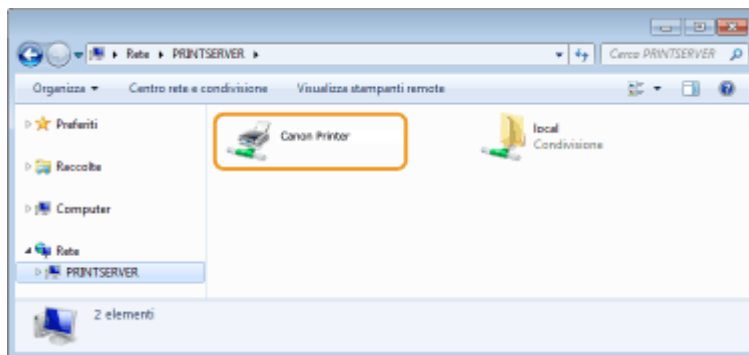 Rete PRINTSERVER
Cerca PRINTSERVER
Organizza Centro rete e condivisione Visualizza stampanti remote
Preferiti
Raccolte
Computer
Rete
PRINTSERVER
Canon Printer
local
Condivisione
2 elementi